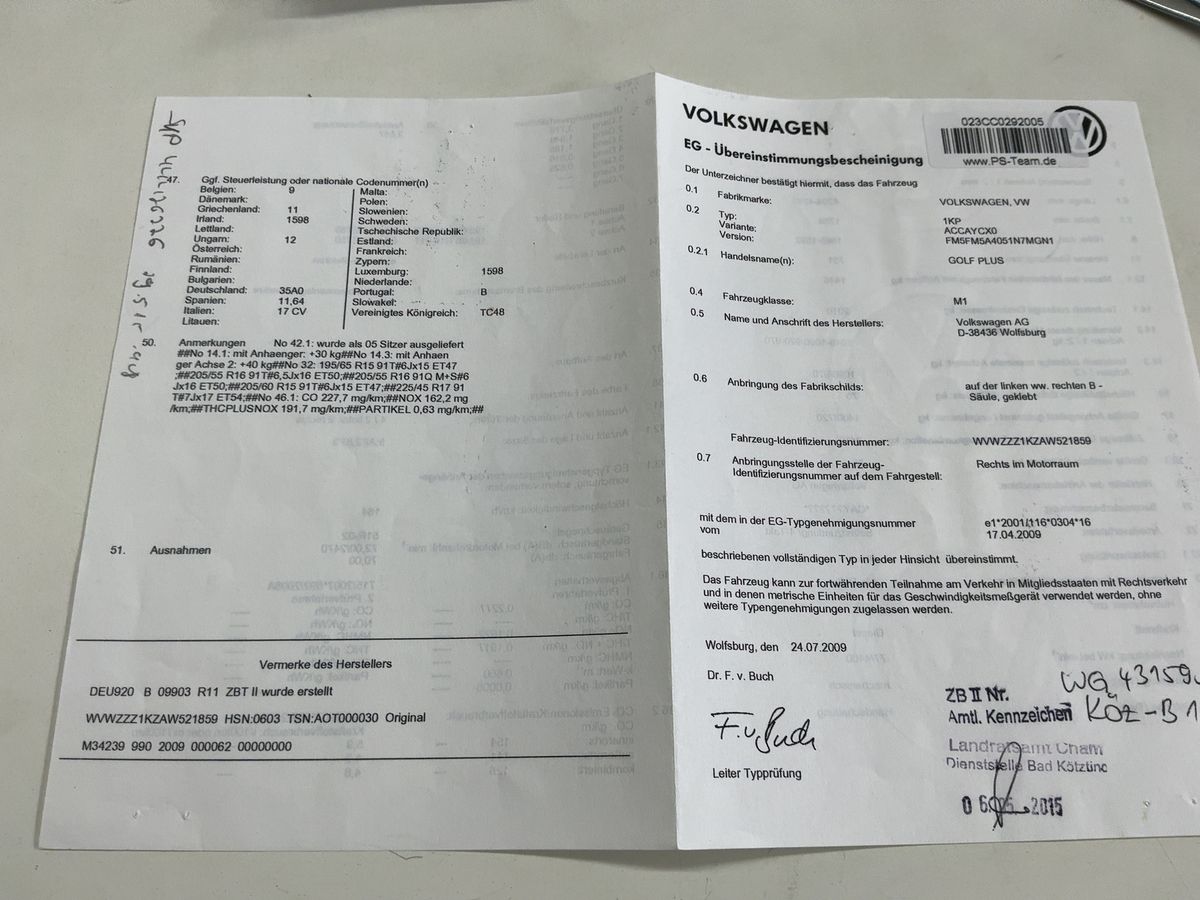 47. Ggf. Steuerleistung oder nationale Codenummer(n)
Belgien: 9
Dänemark:
Griechenland: 11
Irland: 1598
Lettland:
Ungarn: 12
Österreich:
Rumänien:
Finnland:
Bulgarien:
Deutschland: 35A0
Spanien: 11,64
Italien: 17 CV
Litauen:
Malta:
Polen:
Slowenien:
Schweden:
Tschechische Republik:
Estland:
Frankreich:
Zypern:
Luxemburg: 1598
Niederlande:
Portugal: B
Slowakei:
Vereinigtes Königreich: TC48
50. Anmerkungen No 42.1: wurde als 05 Sitzer ausgeliefert
##No 14.1: mit Anhaenger: +30 kg##No 14.3: mit Anhaen
ger Achse 2: +40 kg##No 32: 195/65 R15 91T#6Jx15 ET47
;##205/55 R16 91T#6,5Jx16 ET50;##205/55 R16 91Q M+S#6
Jx16 ET50;##205/60 R15 91T#6Jx15 ET47;##225/45 R17 91
T#7Jx17 ET54;##No 46.1: CO 227,7 mg/km;##NOX 162,2 mg
/km;##THCPLUSNOX 191,7 mg/km;##PARTIKEL 0,63 mg/km;##
51. Ausnahmen
Vermerke des Herstellers
DEU920 B 09903 R11 ZBT II wurde erstellt
WVWZZZ1KZAW521859 HSN:0603 TSN:AOT000030 Original
M34239 990 2009 000062 00000000
VOLKSWAGEN
023CC0292005
www.PS-Team.de
EG - Übereinstimmungsbescheinigung
Der Unterzeichner bestätigt hiermit, dass das Fahrzeug
0.1 Fabrikmarke: VOLKSWAGEN, VW
0.2 Typ: 1KP
Variante: ACCAYCX0
Version: FM5FM5A4051N7MGN1
0.2.1 Handelsname(n): GOLF PLUS
0.4 Fahrzeugklasse: M1
0.5 Name und Anschrift des Herstellers: Volkswagen AG
D-38436 Wolfsburg
0.6 Anbringung des Fabrikschilds: auf der linken ww. rechten B -
Säule, geklebt
Fahrzeug-Identifizierungsnummer: WVWZZZ1KZAW521859
0.7 Anbringungsstelle der Fahrzeug- Rechts im Motorraum
Identifizierungsnummer auf dem Fahrgestell:
mit dem in der EG-Typgenehmigungsnummer e1*2001/116*0304*16
vom 17.04.2009
beschriebenen vollständigen Typ in jeder Hinsicht übereinstimmt.
Das Fahrzeug kann zur fortwährenden Teilnahme am Verkehr in Mitgliedsstaaten mit Rechtsverkehr
und in denen metrische Einheiten für das Geschwindigkeitsmeßgerät verwendet werden, ohne
weitere Typengenehmigungen zugelassen werden.
Wolfsburg, den 24.07.2009
Dr. F. v. Buch
F.v.Buch
Leiter Typprüfung
ZB II Nr. WQ 43159
Amtl. Kennzeichen KÖZ-B 1
Landratsamt Cham
Dienststelle Bad Kötzting
2015